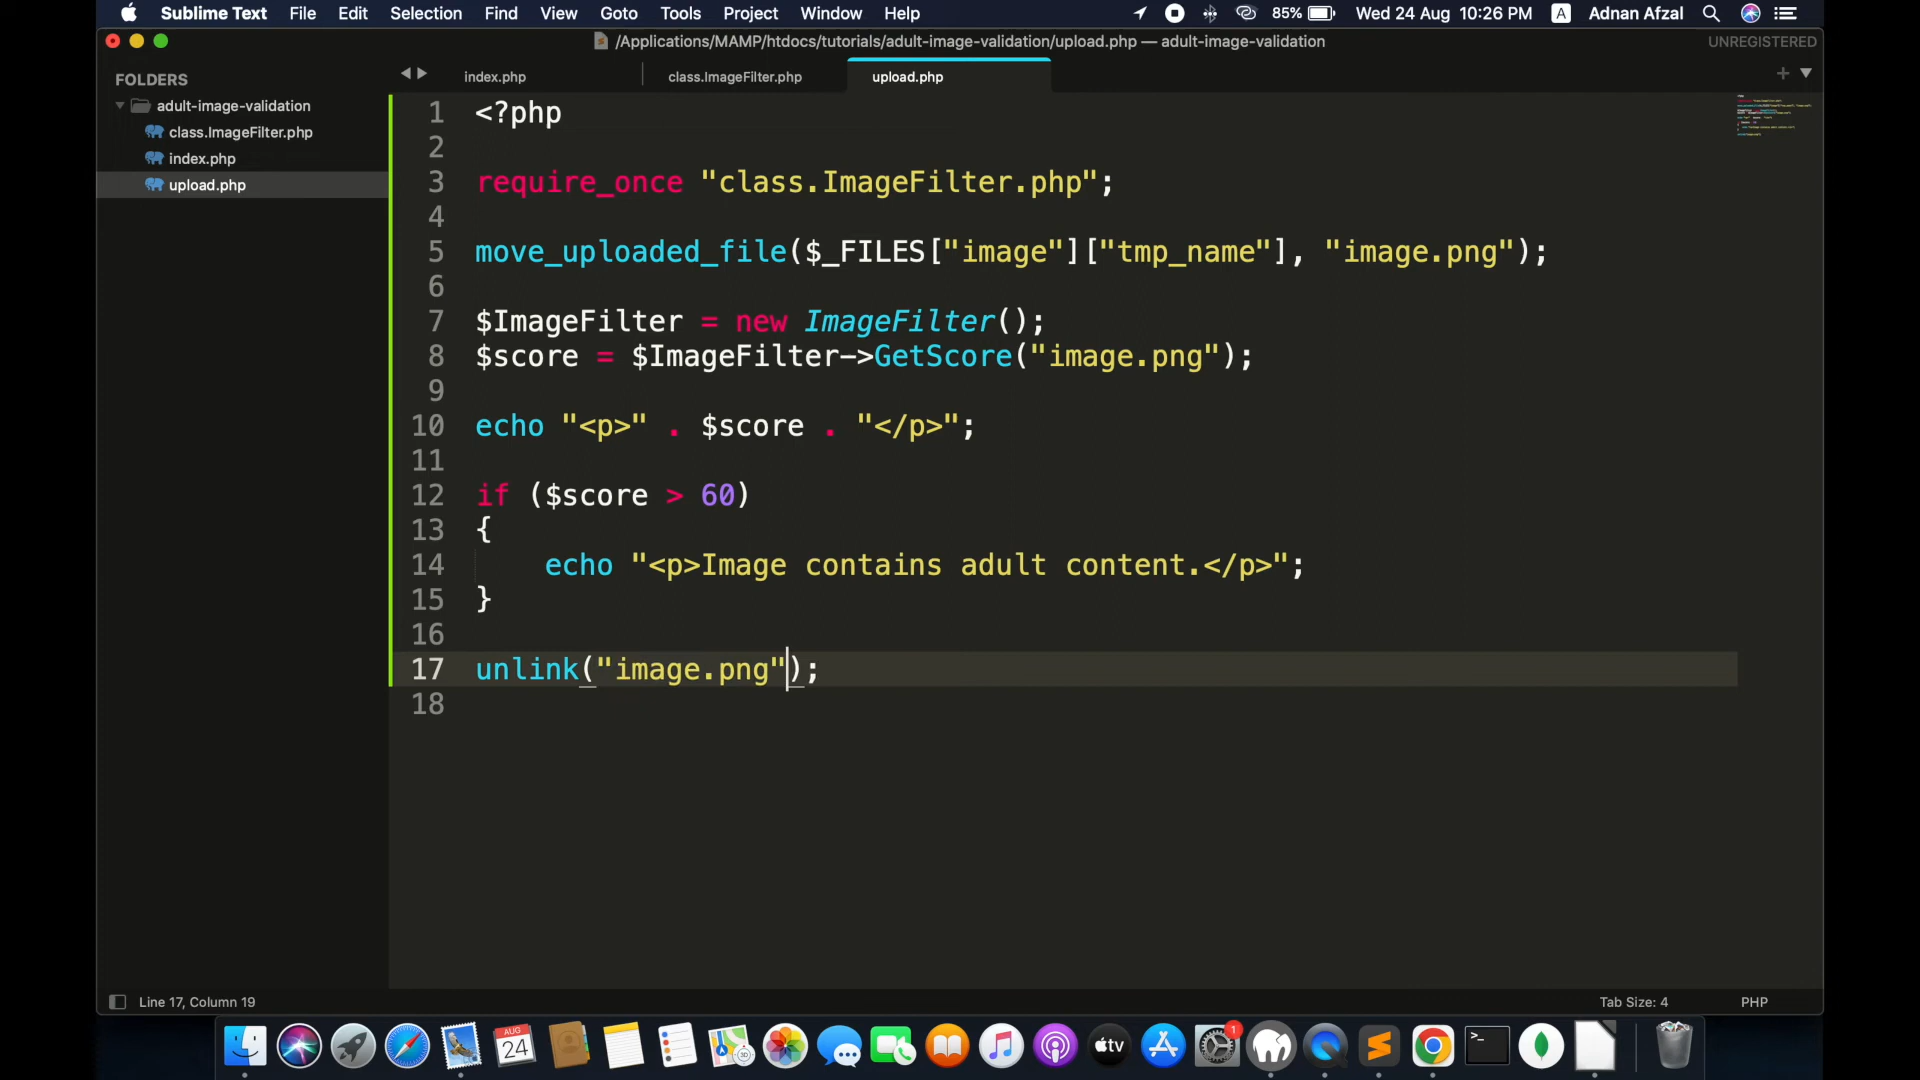 Sublime Text File Edit Selection Find View Goto Tools Project Window Help 85% Wed 24 Aug 10:26 PM A Adnan Afzal
/Applications/MAMP/htdocs/tutorials/adult-image-validation/upload.php — adult-image-validation UNREGISTERED
FOLDERS
adult-image-validation
class.ImageFilter.php
index.php
upload.php
index.php class.ImageFilter.php upload.php
1 <?php
2
3 require_once "class.ImageFilter.php";
4
5 move_uploaded_file($_FILES["image"]["tmp_name"], "image.png");
6
7 $ImageFilter = new ImageFilter();
8 $score = $ImageFilter->GetScore("image.png");
9
10 echo "<p>" . $score . "</p>";
11
12 if ($score > 60)
13 {
14 echo "<p>Image contains adult content.</p>";
15 }
16
17 unlink("image.png");
18
Line 17, Column 19 Tab Size: 4 PHP
AUG
24
tv
1